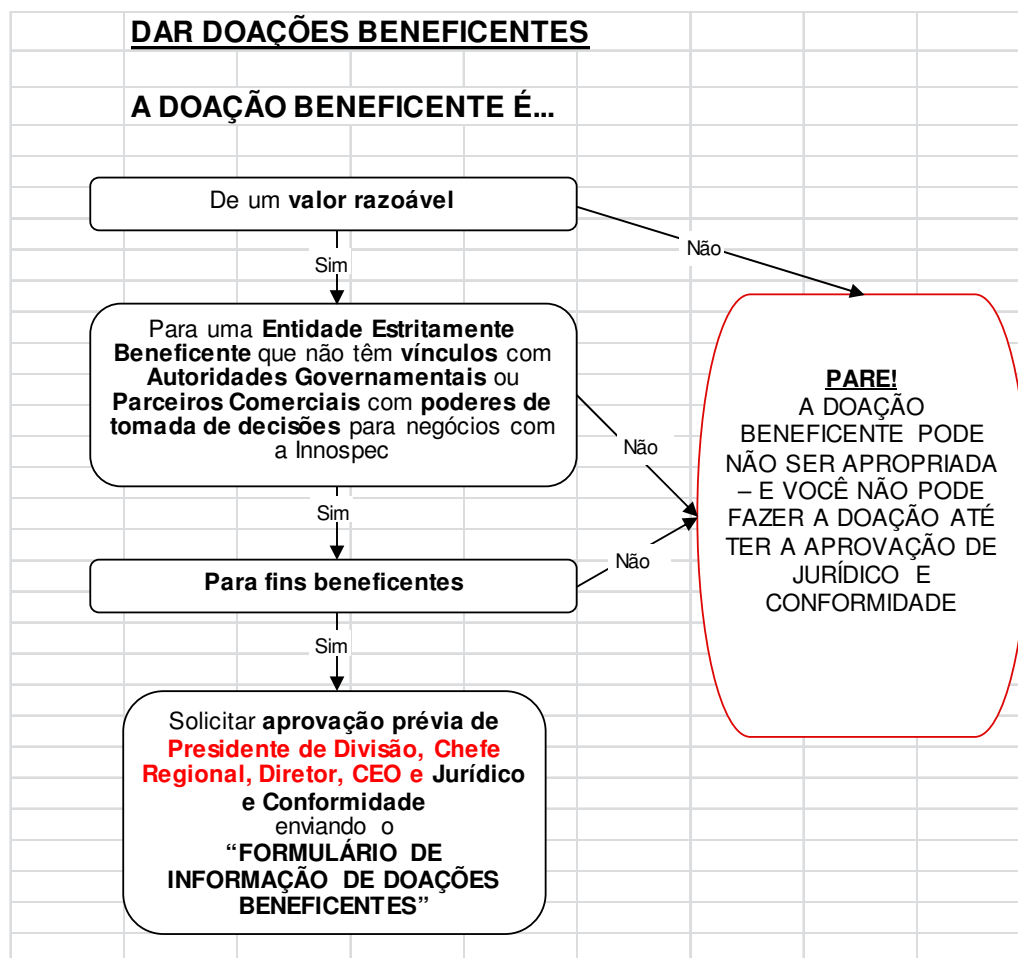 DAR DOAÇÕES BENEFICENTES
A DOAÇÃO BENEFICENTE É...
De um valor razoável
Não
Sim
Para uma Entidade Estritamente
Beneficente que não têm vínculos com
Autoridades Governamentais ou
Parceiros Comerciais com poderes de
tomada de decisões para negócios com
a Innospec
Não
Sim
Para fins beneficentes
Não
Sim
Solicitar aprovação prévia de
Presidente de Divisão, Chefe
Regional, Diretor, CEO e Jurídico
e Conformidade
enviando o
“FORMULÁRIO DE
INFORMAÇÃO DE DOAÇÕES
BENEFICENTES”
PARE!
A DOAÇÃO
BENEFICENTE PODE
NÃO SER APROPRIADA
– E VOCÊ NÃO PODE
FAZER A DOAÇÃO ATÉ
TER A APROVAÇÃO DE
JURÍDICO E
CONFORMIDADE